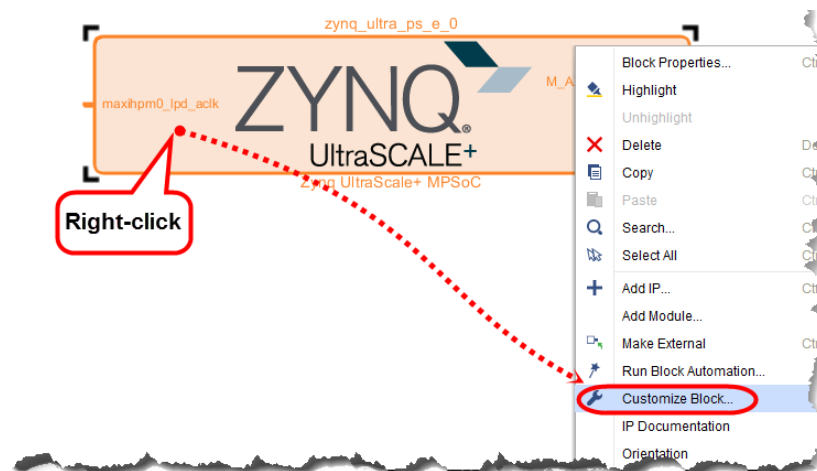 zynq_ultra_ps_e_0
maxihpm0_lpd_aclk
M_A
ZYNQ®
UltraSCALE+
Zynq UltraScale+ MPSoC
Right-click
Block Properties...
Highlight
Unhighlight
Delete
Copy
Paste
Search...
Select All
Add IP...
Add Module...
Make External
Run Block Automation...
Customize Block...
IP Documentation
Orientation